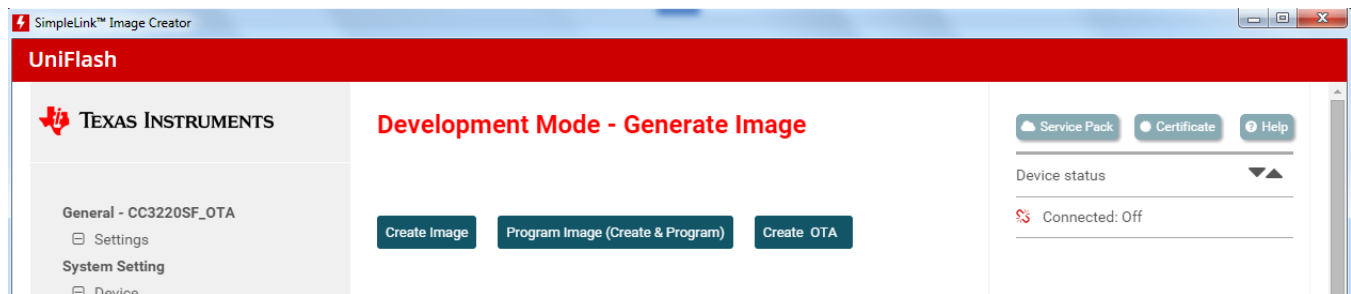 SimpleLink™ Image Creator
UniFlash
TEXAS INSTRUMENTS
General - CC3220SF_OTA
Settings
System Setting
Device
Development Mode - Generate Image
Create Image
Program Image (Create & Program)
Create OTA
Service Pack
Certificate
Help
Device status
Connected: Off